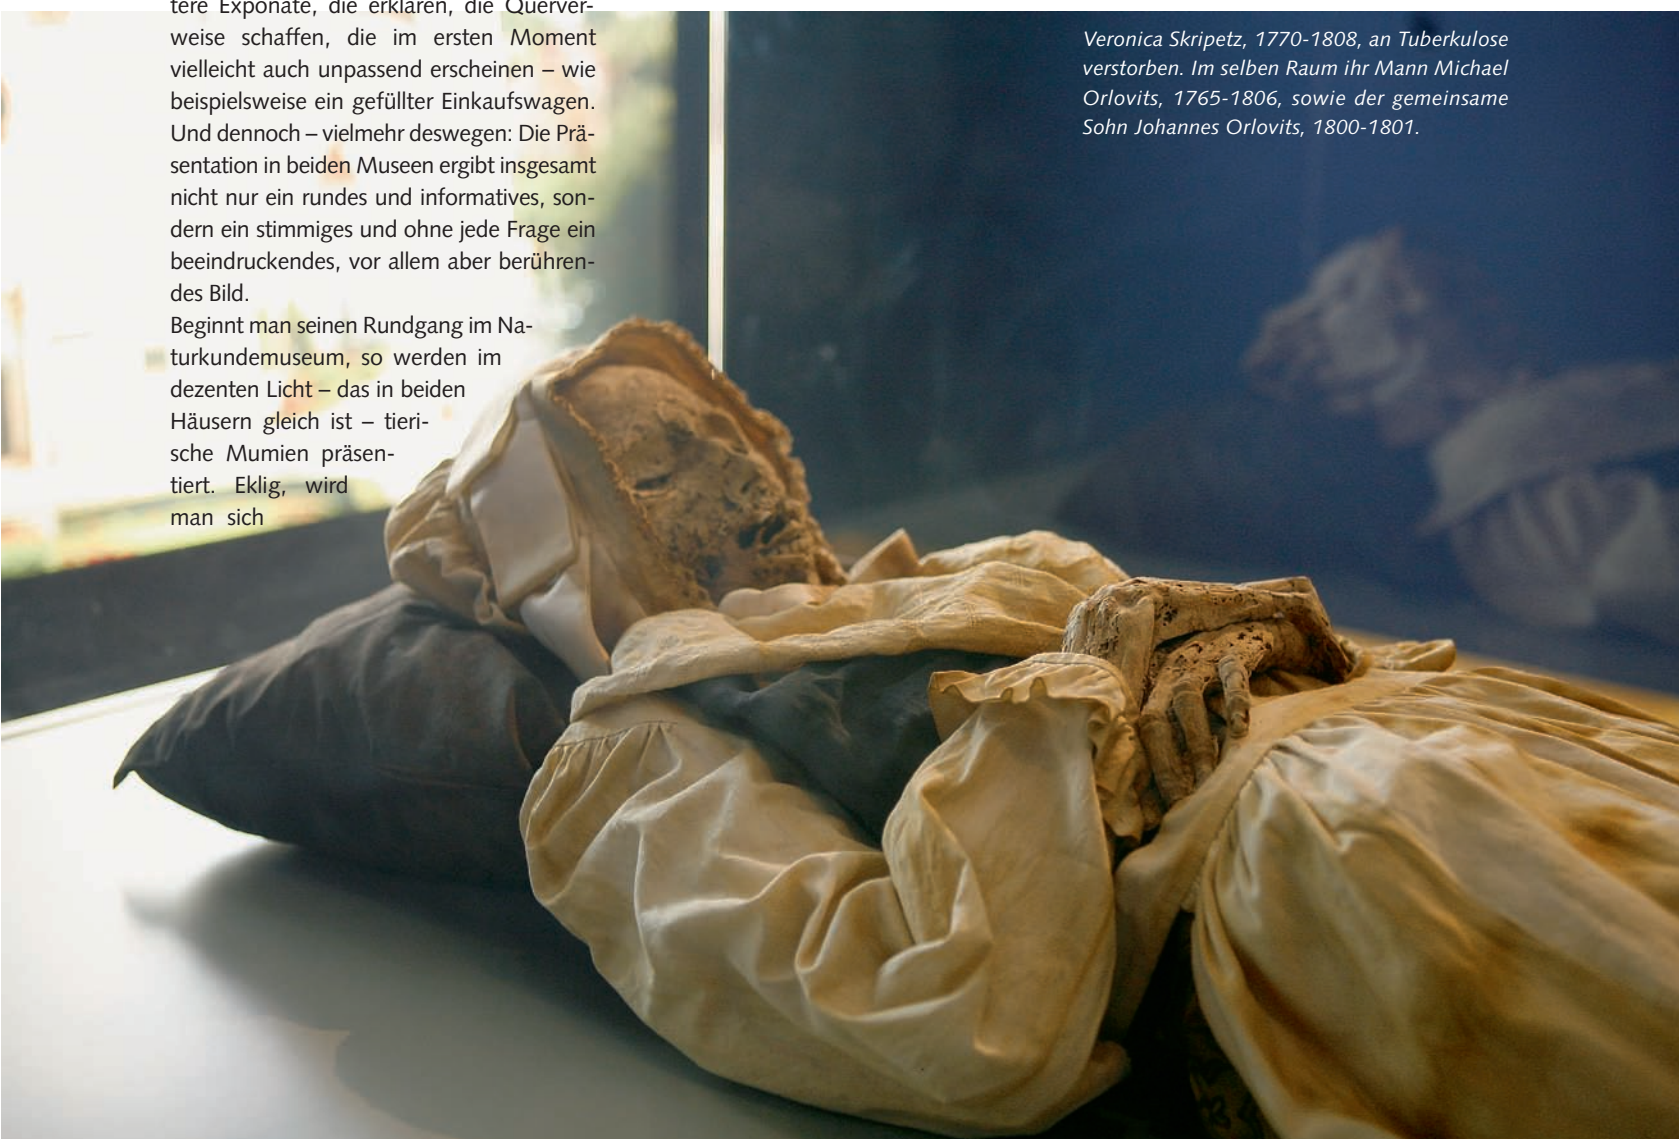 tere Exponate, die erklären, die Querver-
weise schaffen, die im ersten Moment
vielleicht auch unpassend erscheinen – wie
beispielsweise ein gefüllter Einkaufswagen.
Und dennoch – vielmehr deswegen: Die Prä-
sentation in beiden Museen ergibt insgesamt
nicht nur ein rundes und informatives, son-
dern ein stimmiges und ohne jede Frage ein
beeindruckendes, vor allem aber berühren-
des Bild.
Beginnt man seinen Rundgang im Na-
turkundemuseum, so werden im
dezenten Licht – das in beiden
Häusern gleich ist – tieri-
sche Mumien präsen-
tiert. Eklig, wird
man sich
Veronica Skripetz, 1770-1808, an Tuberkulose
verstorben. Im selben Raum ihr Mann Michael
Orlovits, 1765-1806, sowie der gemeinsame
Sohn Johannes Orlovits, 1800-1801.